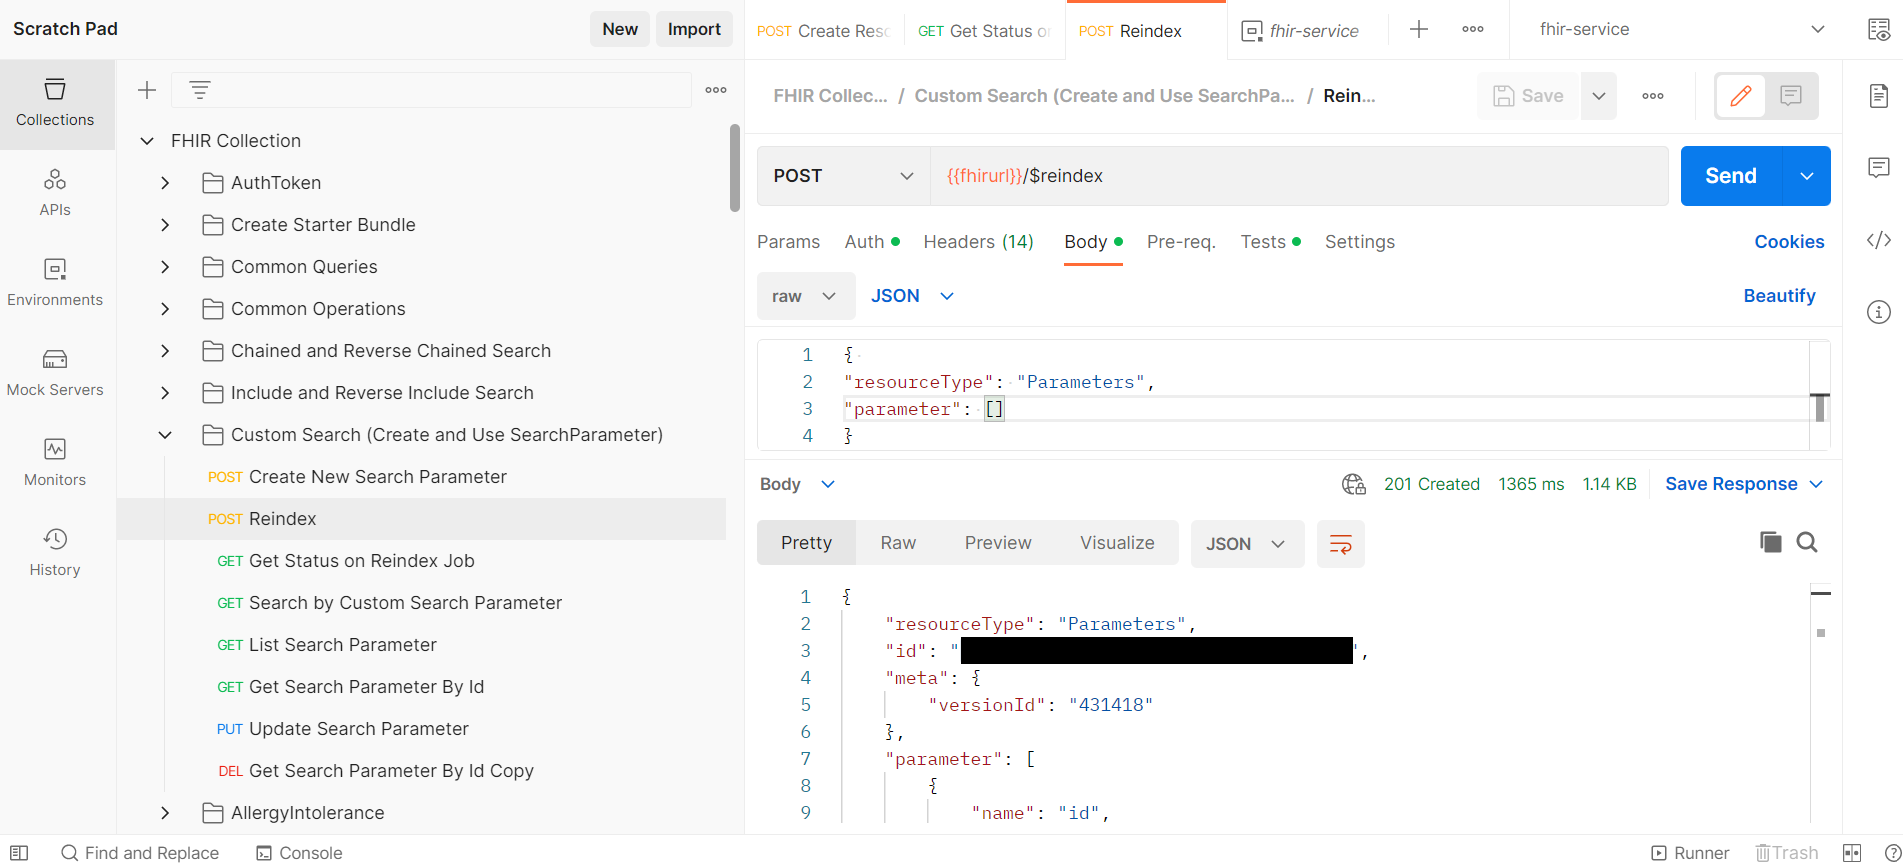 Scratch Pad
New
Import
POST Create Resc
GET Get Status o
POST Reindex
fhir-service
fhir-service
Collections
APIs
Environments
Mock Servers
Monitors
History
FHIR Collection
AuthToken
Create Starter Bundle
Common Queries
Common Operations
Chained and Reverse Chained Search
Include and Reverse Include Search
Custom Search (Create and Use SearchParameter)
POST Create New Search Parameter
POST Reindex
GET Get Status on Reindex Job
GET Search by Custom Search Parameter
GET List Search Parameter
GET Get Search Parameter By Id
PUT Update Search Parameter
DEL Get Search Parameter By Id Copy
AllergyIntolerance
FHIR Collec... / Custom Search (Create and Use SearchPa... / Rein...
Save
POST
{{fhirurl}}/$reindex
Send
Params
Auth
Headers (14)
Body
Pre-req.
Tests
Settings
Cookies
raw
JSON
Beautify
1 {
2 "resourceType": "Parameters",
3 "parameter": []
4 }
Body
201 Created
1365 ms
1.14 KB
Save Response
Pretty
Raw
Preview
Visualize
JSON
1 {
2 "resourceType": "Parameters",
3 "id": " ",
4 "meta": {
5 "versionId": "431418"
6 },
7 "parameter": [
8 {
9 "name": "id",
Find and Replace
Console
Runner
Trash